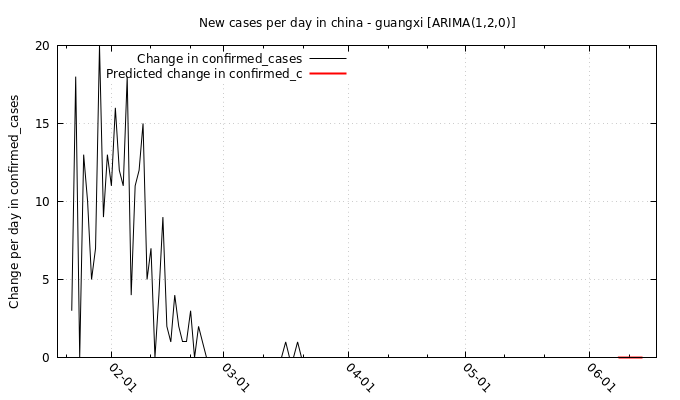 New cases per day in china - guangxi [ARIMA(1,2,0)]
Change in confirmed_cases
Predicted change in confirmed_c
Change per day in confirmed_cases
20
15
10
5
0
02-01
03-01
04-01
05-01
06-01